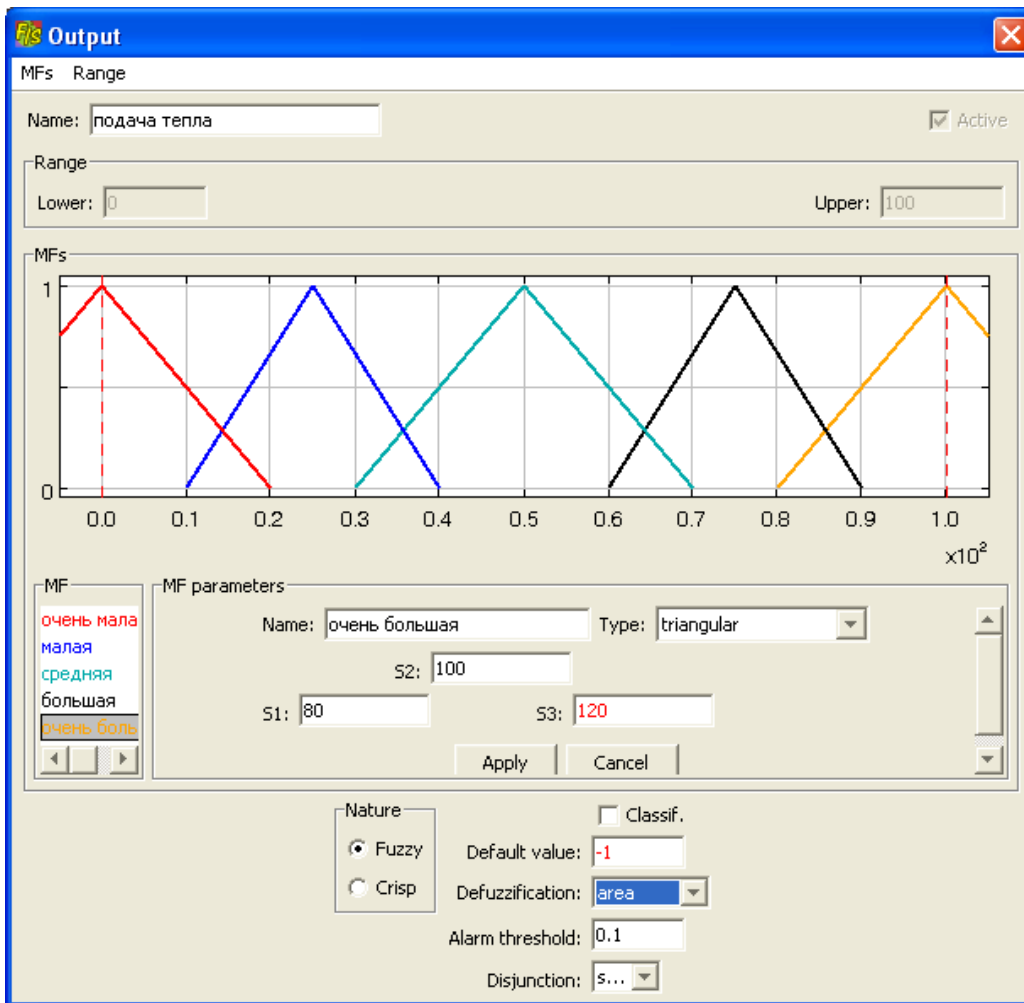 FIS Output
MFs Range
Name: подача тепла Active
Range
Lower: 0 Upper: 100
MFs
1
0
0.0 0.1 0.2 0.3 0.4 0.5 0.6 0.7 0.8 0.9 1.0
x10²
MF MF parameters
очень мала
малая
средняя
большая
очень боль
Name: очень большая Type: triangular
S2: 100
S1: 80 S3: 120
Apply Cancel
Nature
Fuzzy
Crisp
Classif.
Default value: -1
Defuzzification: area
Alarm threshold: 0.1
Disjunction: s...